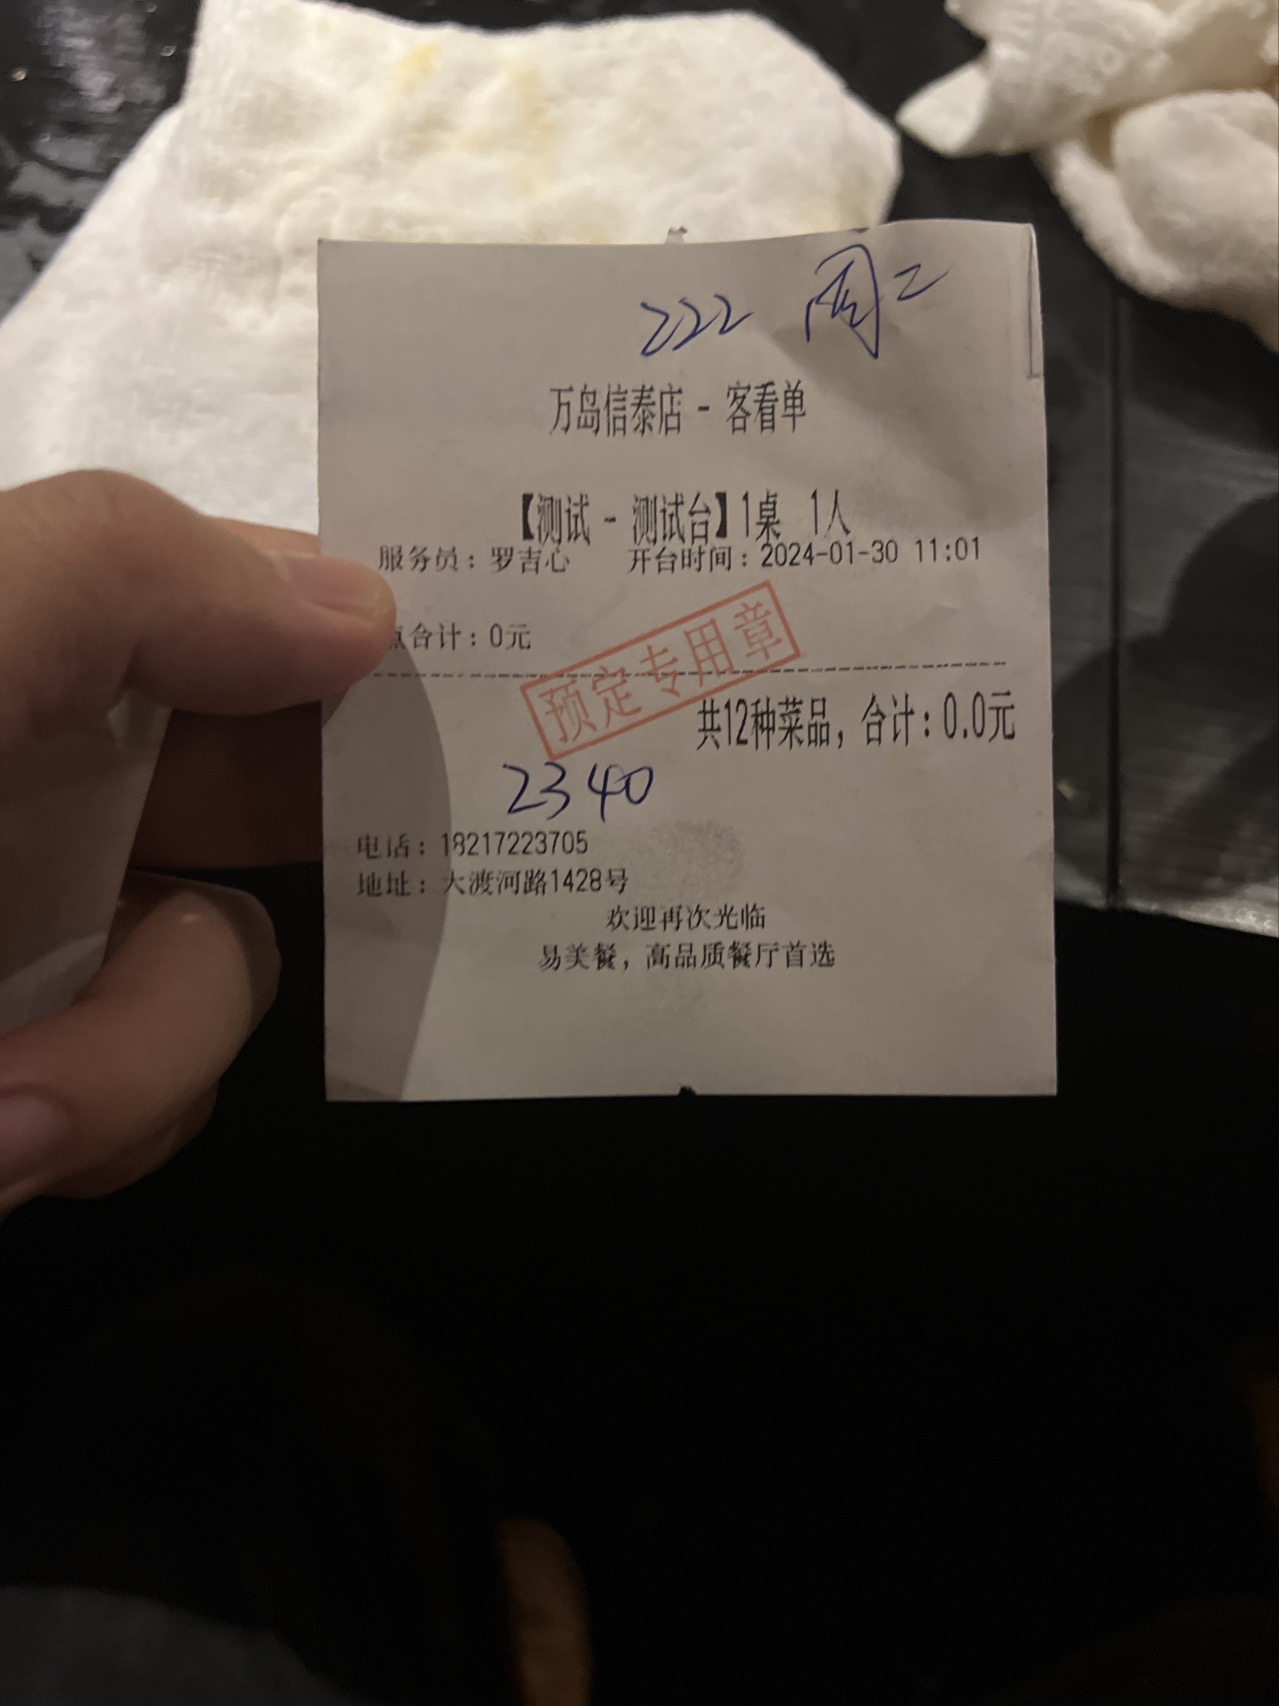 222 周二
万岛信泰店 - 客看单
【测试 - 测试台】1桌 1人
服务员：罗吉心 开台时间：2024-01-30 11:01
点合计：0元
预定专用章
共12种菜品，合计：0.0元
2340
电话：18217223705
地址：大渡河路1428号
欢迎再次光临
易美餐，高品质餐厅首选